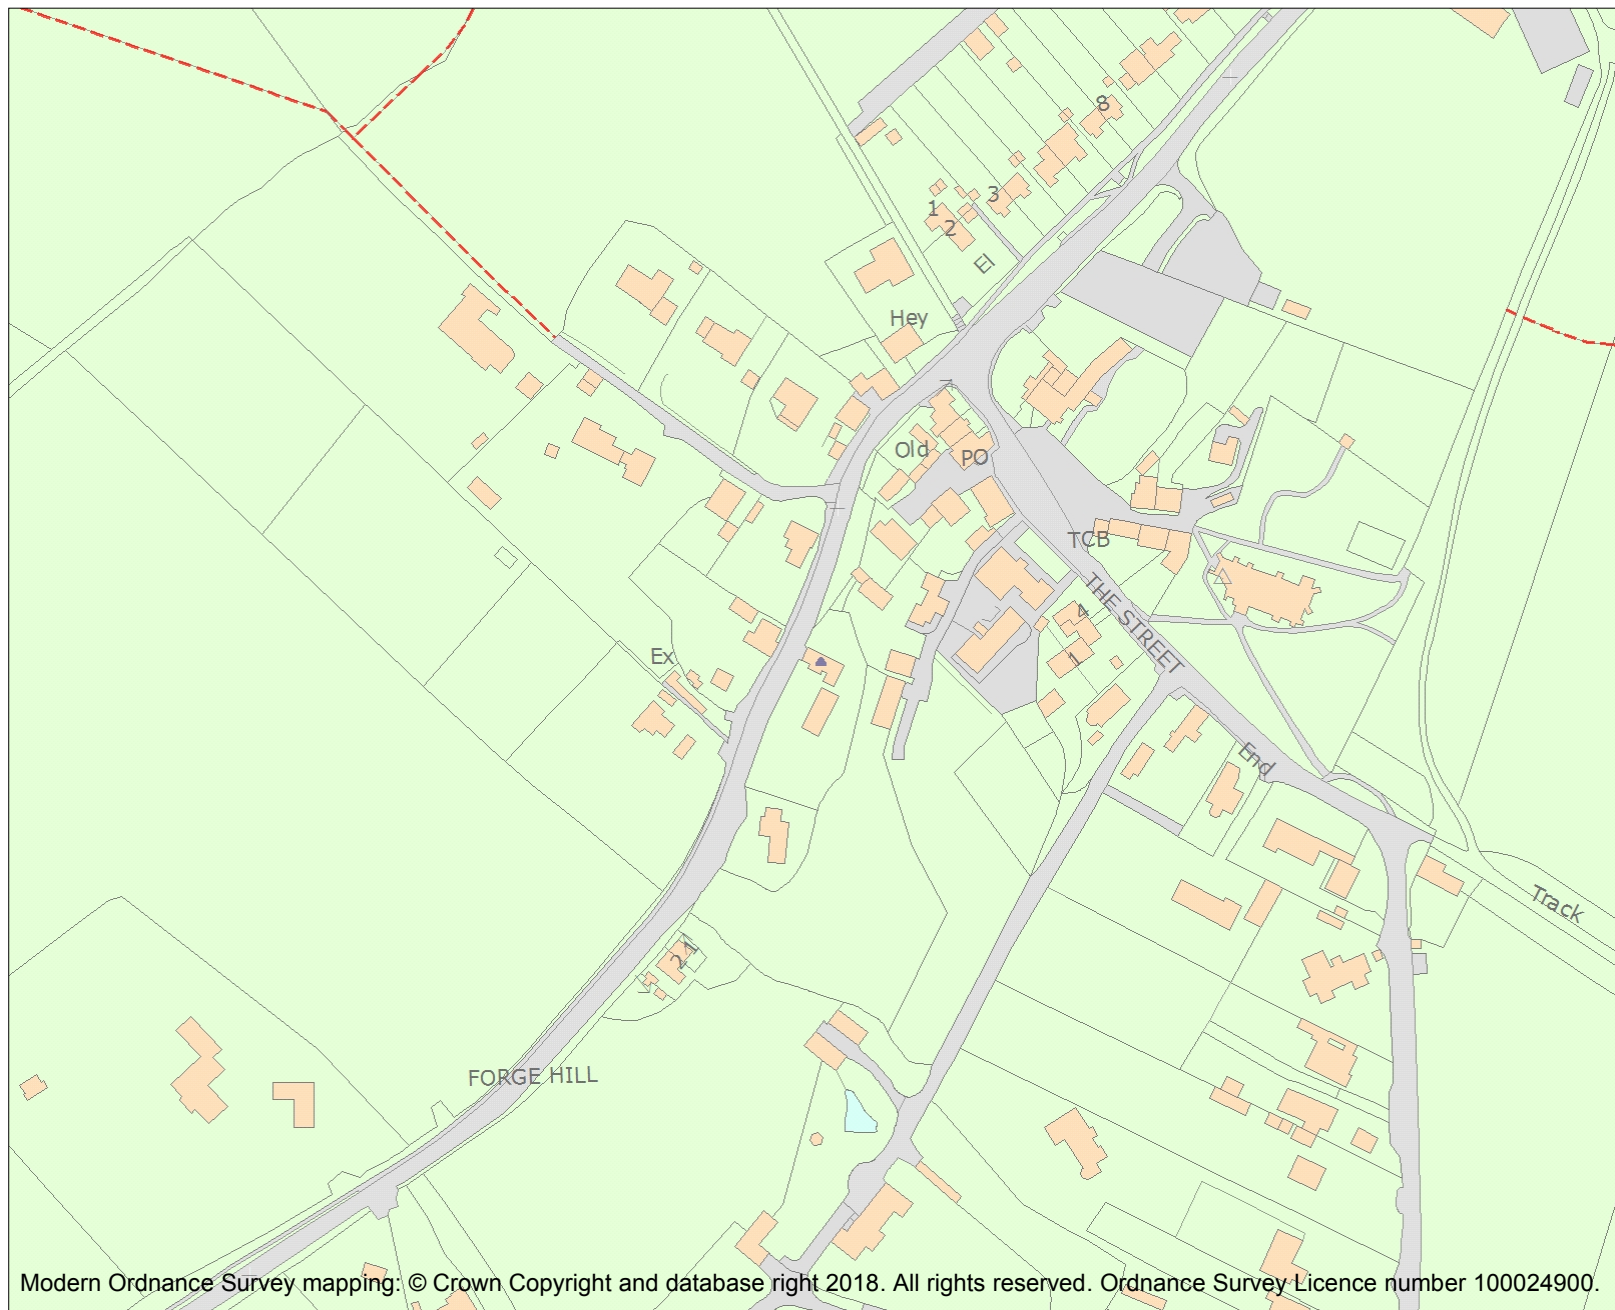 8
3
1
2
El
Hey
Old
PO
TCB
THE STREET
4
1
Ex
End
Track
2
1
FORGE HILL
Modern Ordnance Survey mapping: © Crown Copyright and database right 2018. All rights reserved. Ordnance Survey Licence number 100024900.